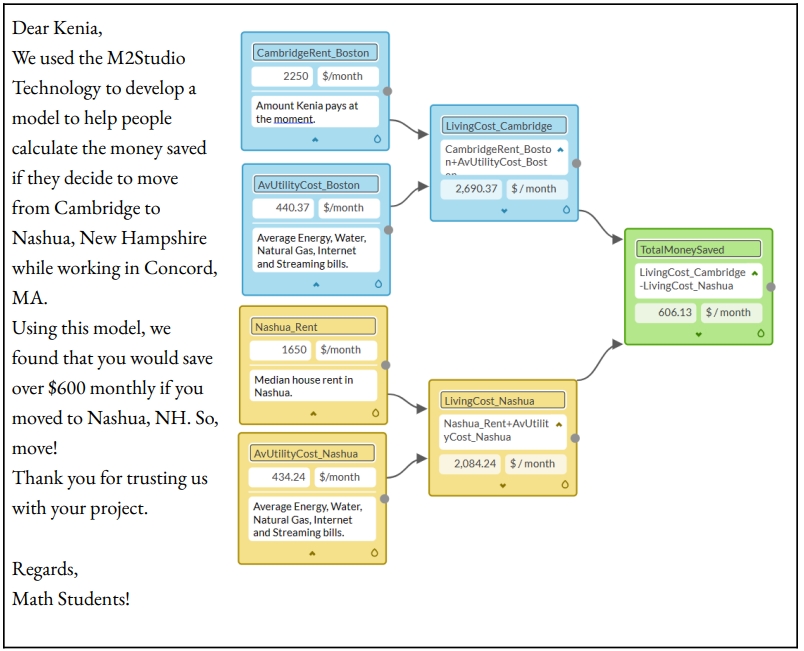 Dear Kenia,
We used the M2Studio
Technology to develop a
model to help people
calculate the money saved
if they decide to move
from Cambridge to
Nashua, New Hampshire
while working in Concord,
MA.
Using this model, we
found that you would save
over $600 monthly if you
moved to Nashua, NH. So,
move!
Thank you for trusting us
with your project.
Regards,
Math Students!
CambridgeRent_Boston
2250 $/month
Amount Kenia pays at
the moment.
AvUtilityCost_Boston
440.37 $/month
Average Energy, Water,
Natural Gas, Internet
and Streaming bills.
Nashua_Rent
1650 $/month
Median house rent in
Nashua.
AvUtilityCost_Nashua
434.24 $/month
Average Energy, Water,
Natural Gas, Internet
and Streaming bills.
LivingCost_Cambridge
CambridgeRent_Bosto
n+AvUtilityCost_Bost
2,690.37 $ / month
LivingCost_Nashua
Nashua_Rent+AvUtilit
yCost_Nashua
2,084.24 $ / month
TotalMoneySaved
LivingCost_Cambridge
-LivingCost_Nashua
606.13 $ / month